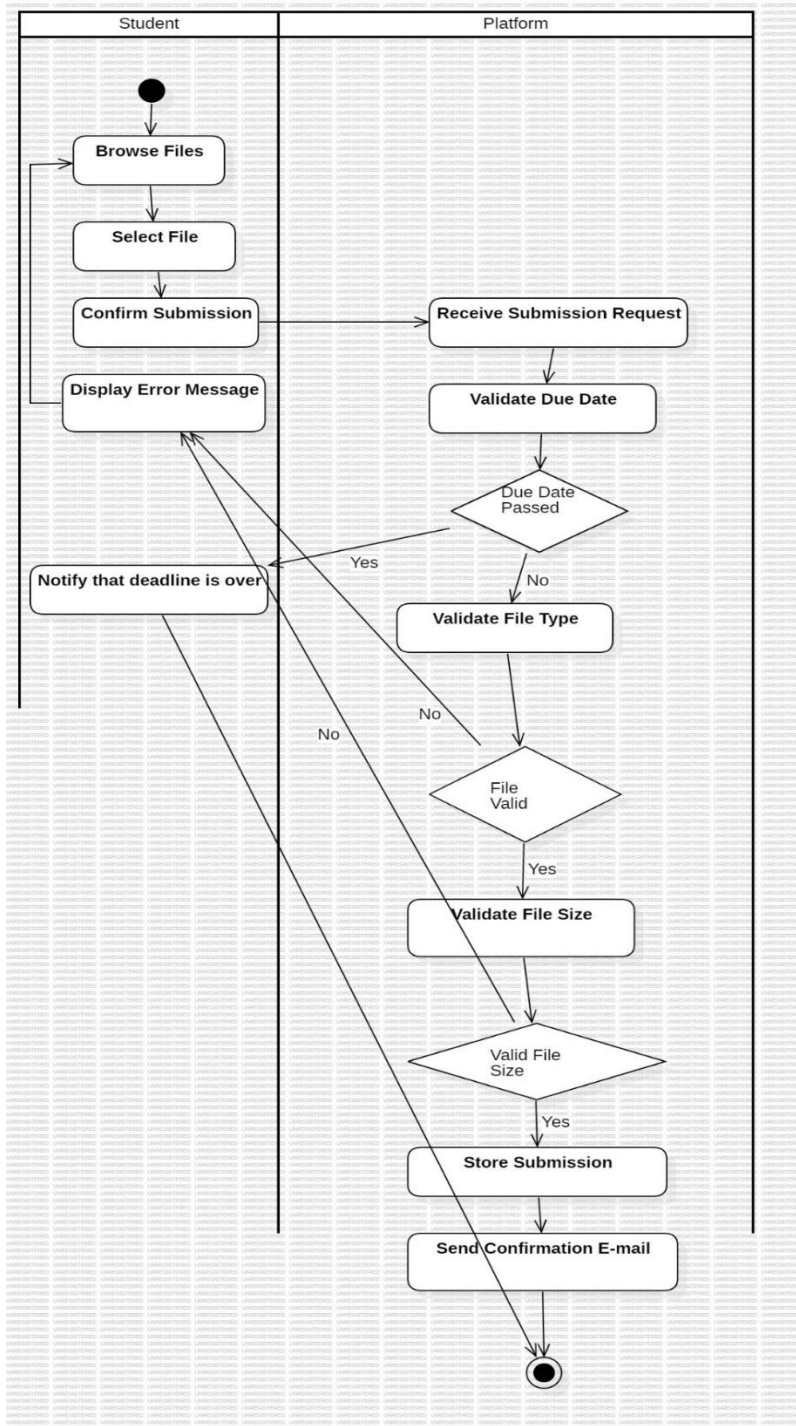 Student
Platform
Browse Files
Select File
Confirm Submission
Receive Submission Request
Display Error Message
Validate Due Date
Due Date
Passed
Yes
Notify that deadline is over
No
Validate File Type
No
No
File
Valid
Yes
Validate File Size
Valid File
Size
Yes
Store Submission
Send Confirmation E-mail